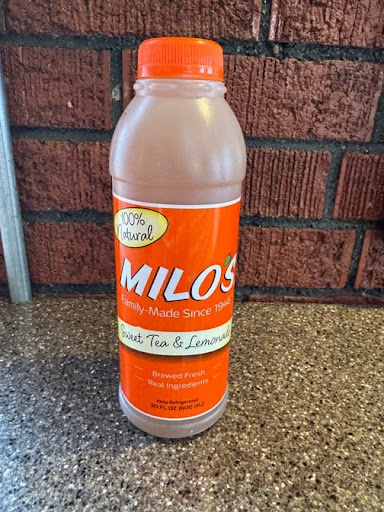 100%
Natural
MILO'S
Family-Made Since 1946
Sweet Tea & Lemonade
Brewed Fresh
Real Ingredients
Keep Refrigerated
20 FL OZ (600 mL)